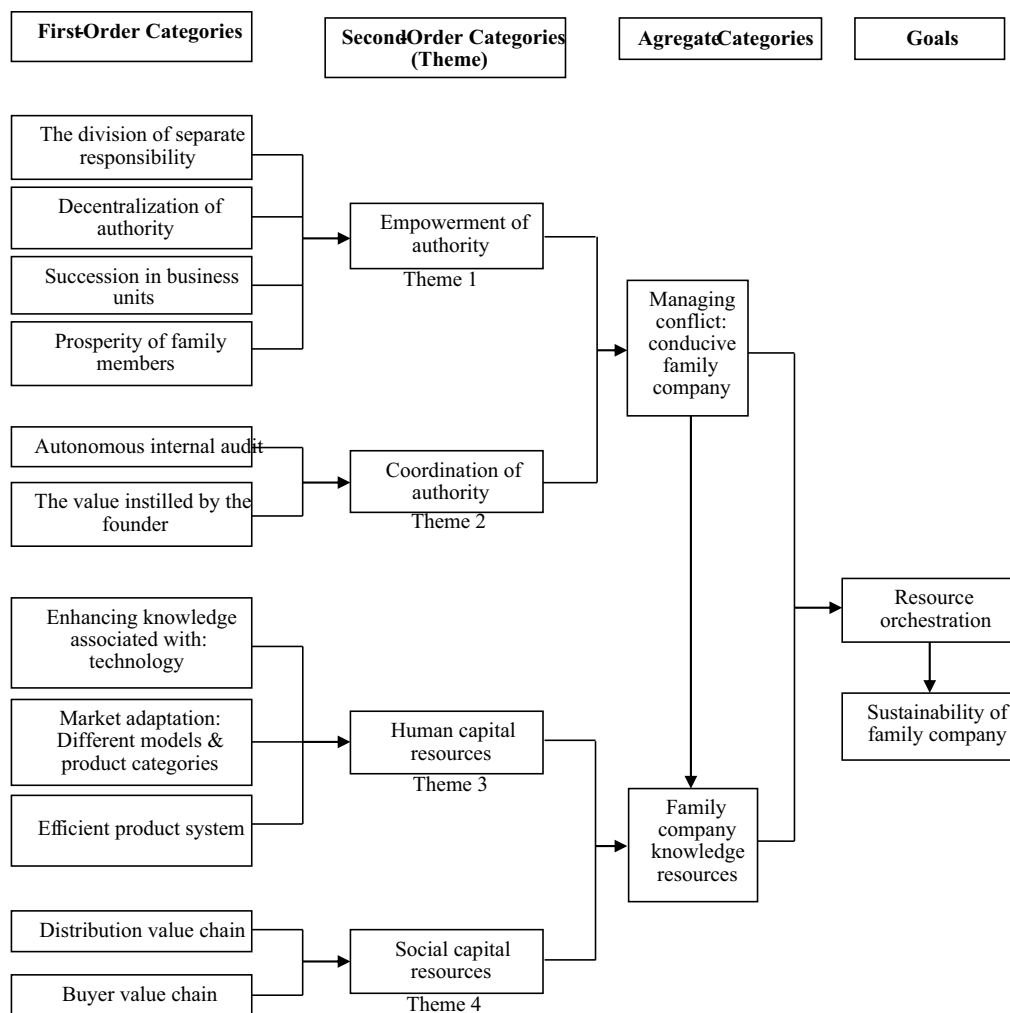 First-Order Categories
Second-Order Categories
(Theme)
Agregate Categories
Goals
The division of separate
responsibility
Decentralization of
authority
Succession in business
units
Prosperity of family
members
Empowerment of
authority
Theme 1
Managing
conflict:
conducive
family
company
Autonomous internal audit
The value instilled by the
founder
Coordination of
authority
Theme 2
Enhancing knowledge
associated with:
technology
Market adaptation:
Different models &
product categories
Efficient product system
Human capital
resources
Theme 3
Family
company
knowledge
resources
Resource
orchestration
Sustainability of
family company
Distribution value chain
Buyer value chain
Social capital
resources
Theme 4